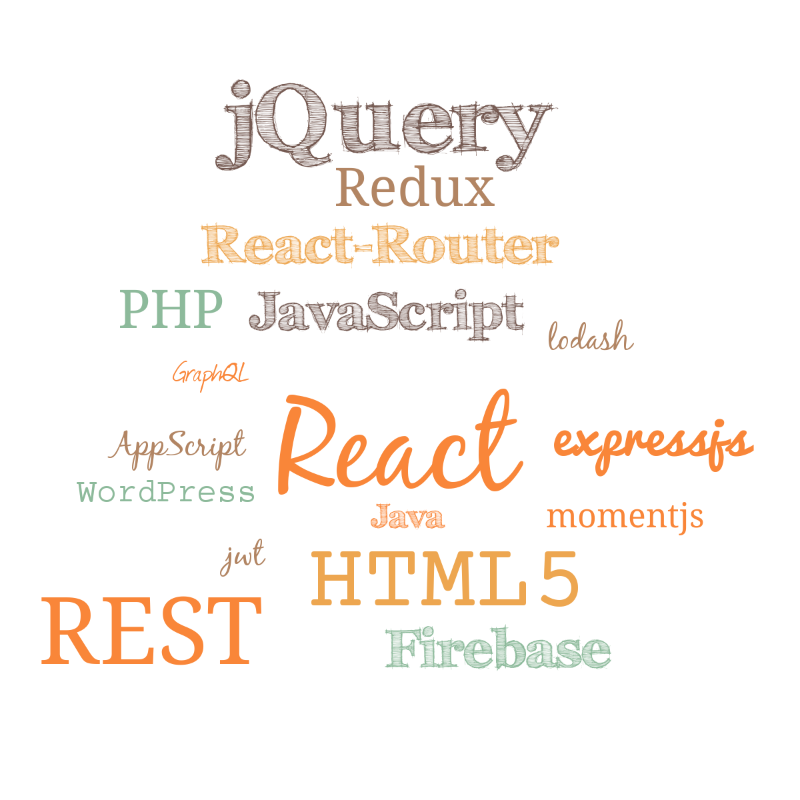 jQuery
Redux
React-Router
PHP JavaScript
lodash
GraphQL
React
AppScript
expressjs
WordPress
Java
momentjs
jwt
HTML5
REST
Firebase